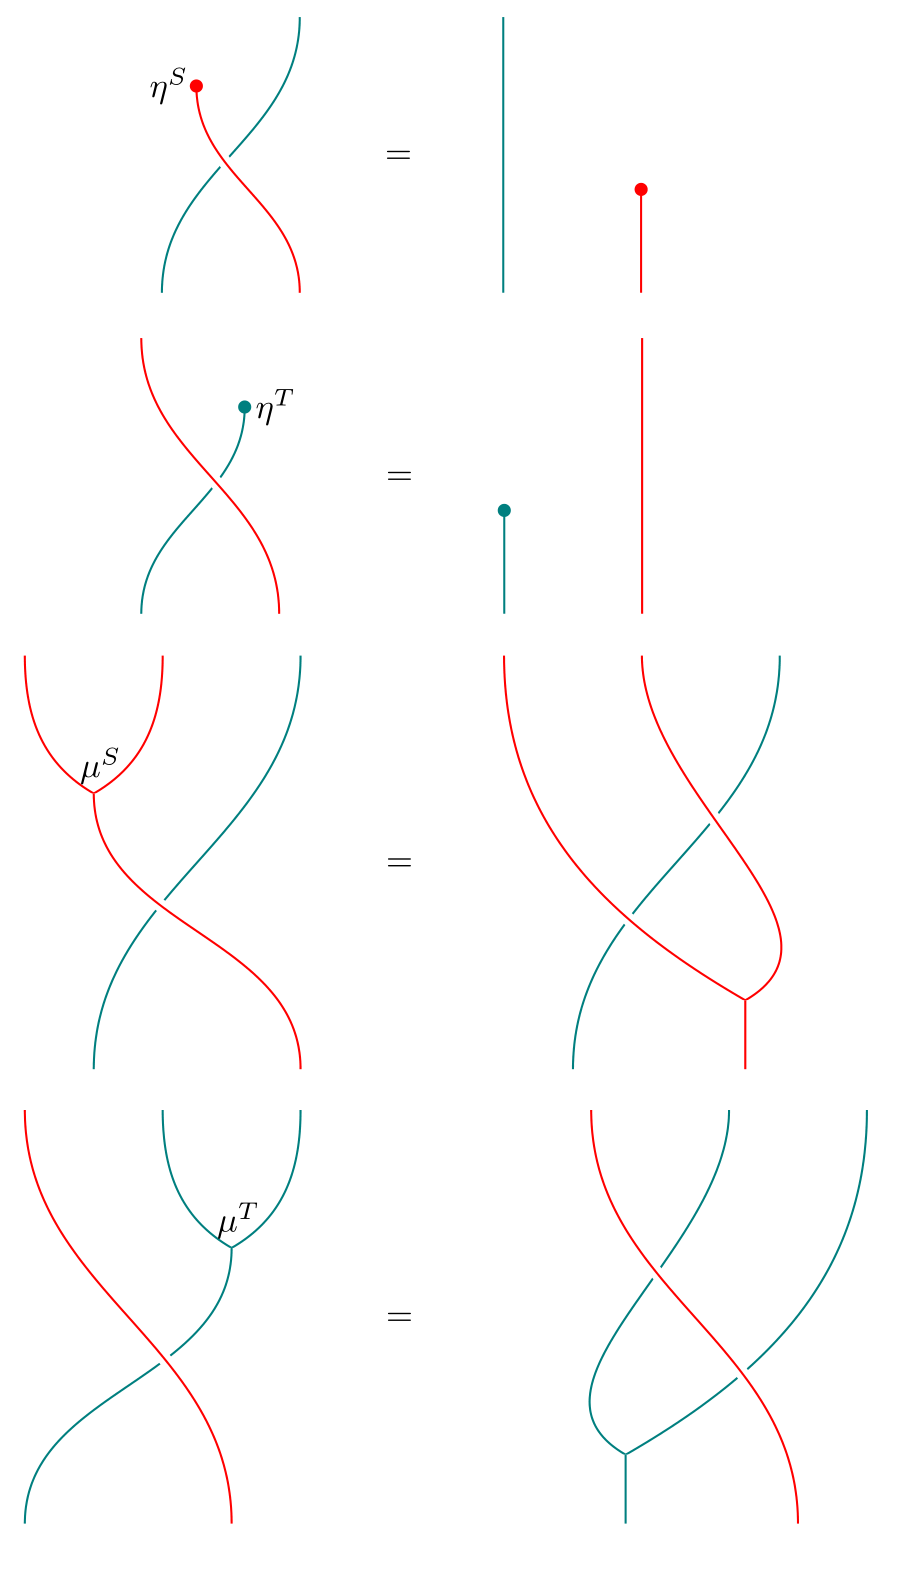 η^S
=
η^T
=
μ^S
=
μ^T
=